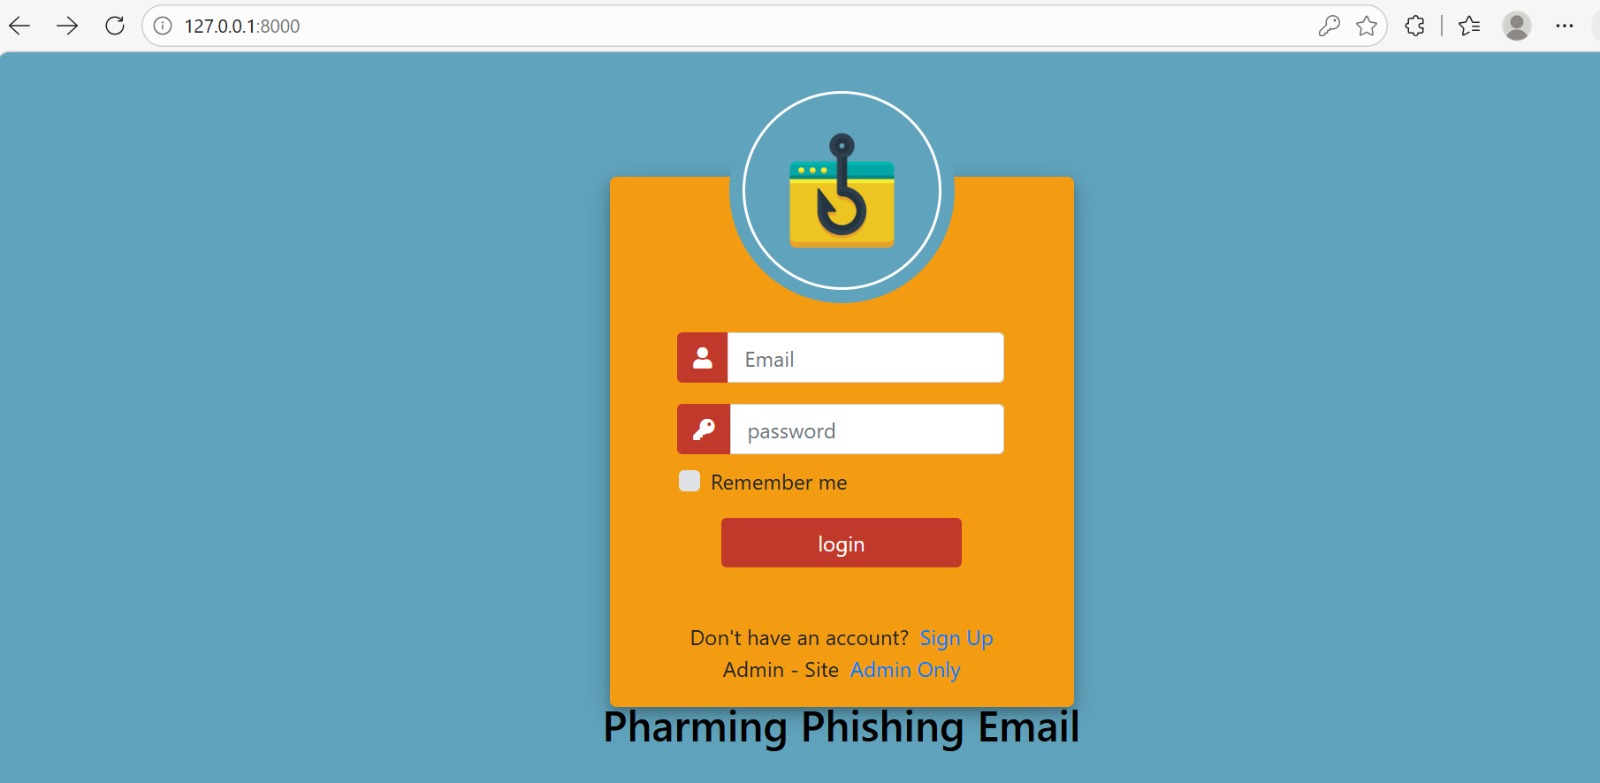 127.0.0.1:8000
Email
password
Remember me
login
Don't have an account? Sign Up
Admin - Site Admin Only
Pharming Phishing Email